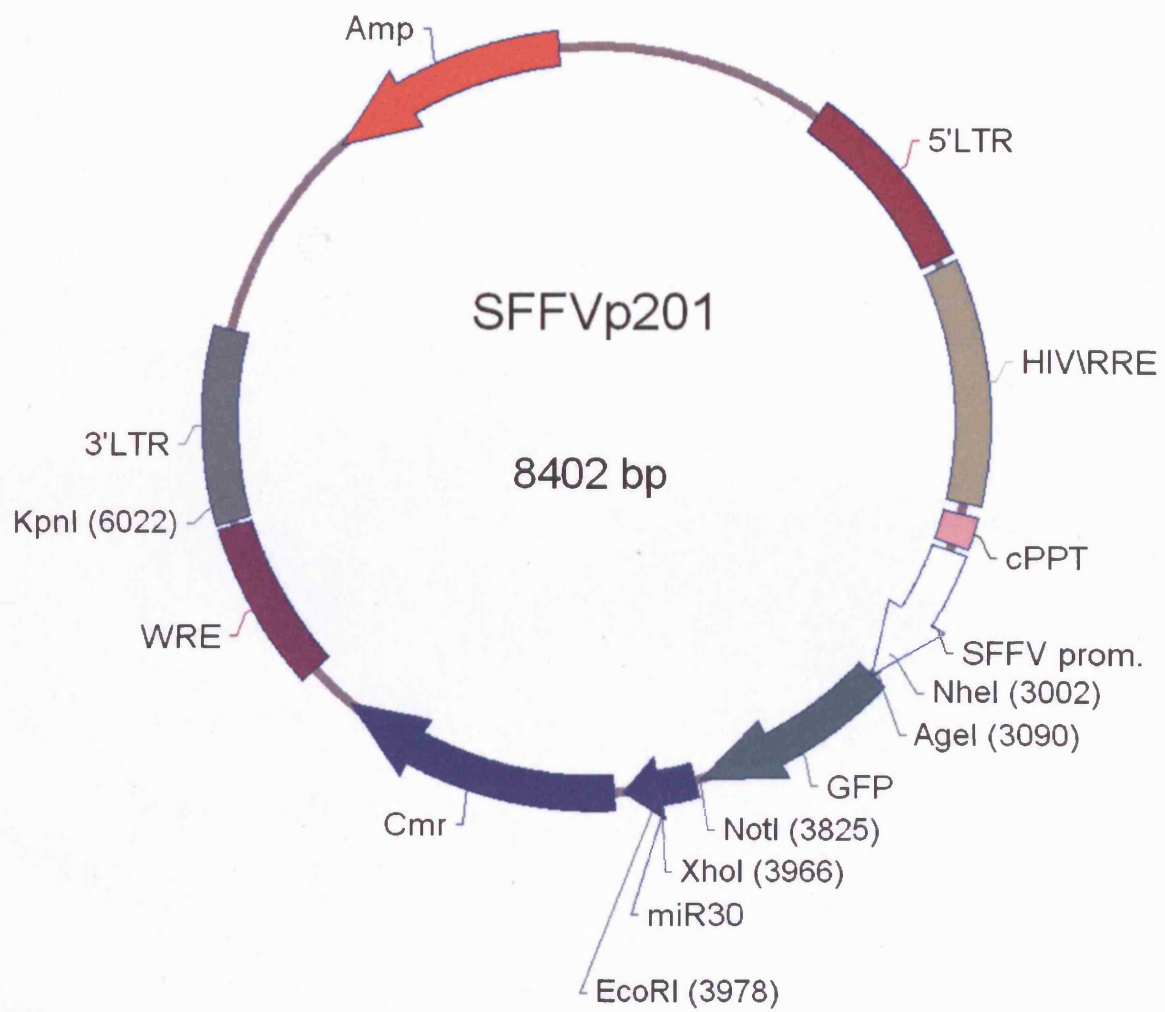 Amp
5'LTR
SFFVp201
HIV\RRE
8402 bp
3'LTR
KpnI (6022)
cPPT
WRE
SFFV prom.
NheI (3002)
AgeI (3090)
GFP
Cmr
NotI (3825)
XhoI (3966)
miR30
EcoRI (3978)